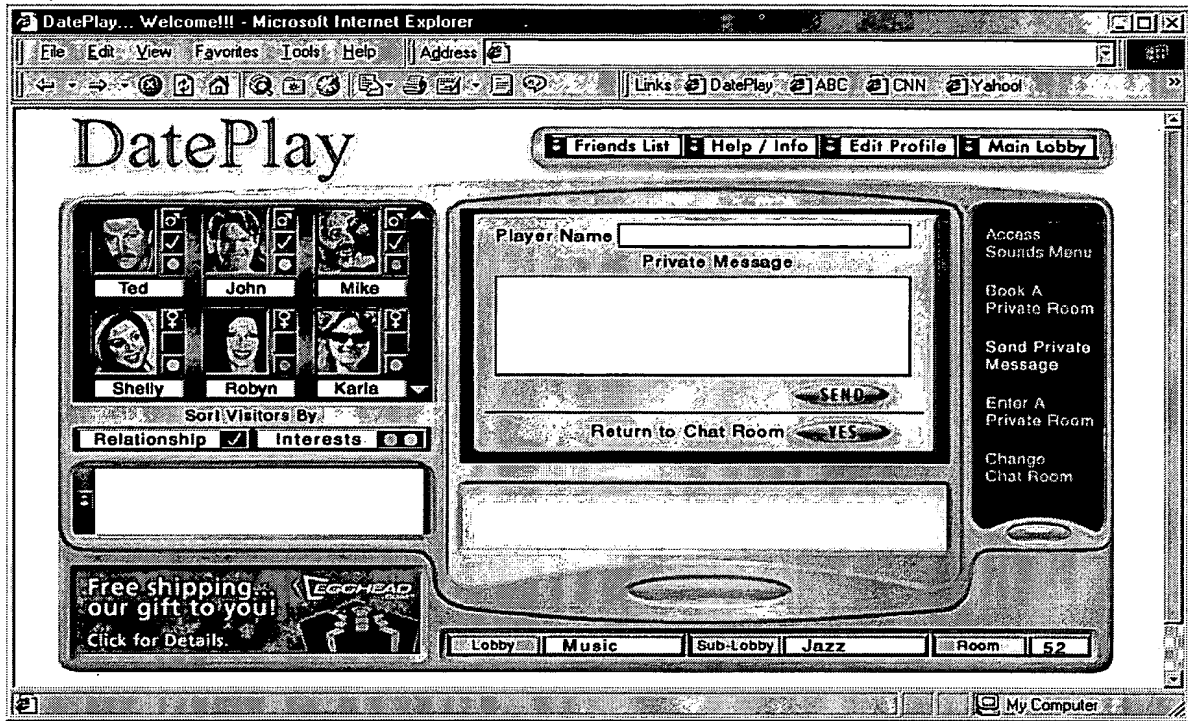 DatePlay... Welcome!!! - Microsoft Internet Explorer
File Edit View Favorites Tools Help Address
Links DatePlay ABC CNN Yahoo! »
DatePlay
Friends List Help / Info Edit Profile Main Lobby
Ted John Mike
Shelly Robyn Karla
Sort Visitors By
Relationship Interests
Player Name
Private Message
SEND
Return to Chat Room YES
Access
Sounds Menu
Book A
Private Room
Send Private
Message
Enter A
Private Room
Change
Chat Room
Free shipping...
our gift to you!
Click for Details.
EGGHEAD
Lobby Music Sub-Lobby Jazz Room 52
My Computer